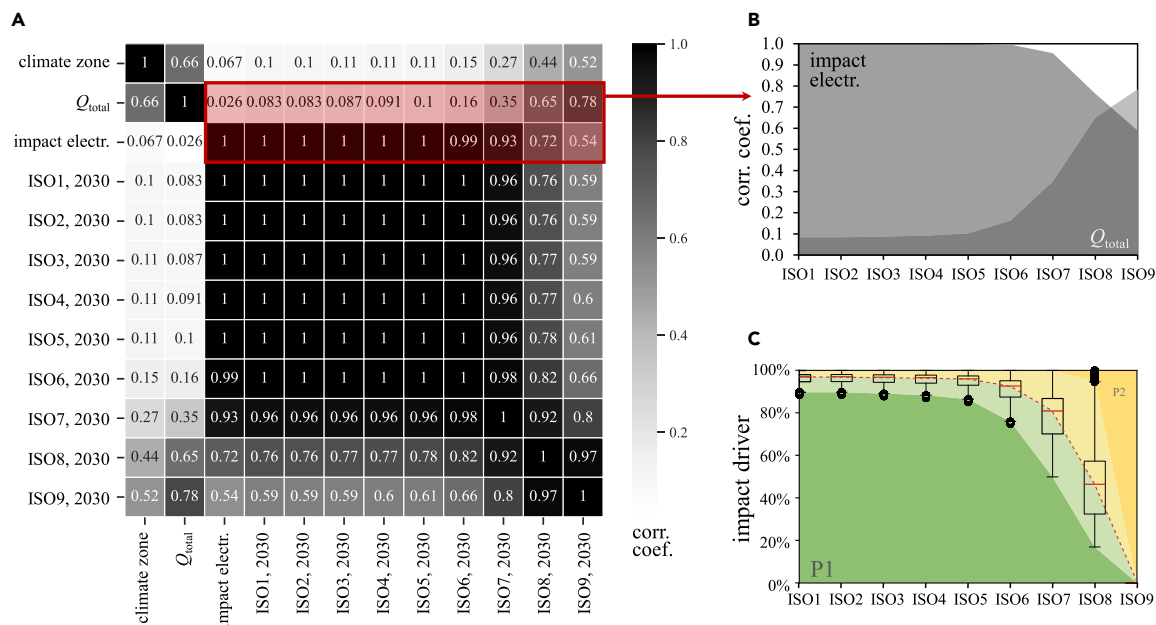 A
climate zone
1 0.66 0.067 0.1 0.1 0.11 0.11 0.11 0.15 0.27 0.44 0.52
Qtotal
0.66 1 0.026 0.083 0.083 0.087 0.091 0.1 0.16 0.35 0.65 0.78
impact electr.
0.067 0.026 1 1 1 1 1 1 0.99 0.93 0.72 0.54
ISO1, 2030
0.1 0.083 1 1 1 1 1 1 1 0.96 0.76 0.59
ISO2, 2030
0.1 0.083 1 1 1 1 1 1 1 0.96 0.76 0.59
ISO3, 2030
0.11 0.087 1 1 1 1 1 1 1 0.96 0.77 0.59
ISO4, 2030
0.11 0.091 1 1 1 1 1 1 1 0.96 0.77 0.6
ISO5, 2030
0.11 0.1 1 1 1 1 1 1 1 0.96 0.78 0.61
ISO6, 2030
0.15 0.16 0.99 1 1 1 1 1 1 0.98 0.82 0.66
ISO7, 2030
0.27 0.35 0.93 0.96 0.96 0.96 0.96 0.96 0.98 1 0.92 0.8
ISO8, 2030
0.44 0.65 0.72 0.76 0.76 0.77 0.77 0.78 0.82 0.92 1 0.97
ISO9, 2030
0.52 0.78 0.54 0.59 0.59 0.59 0.6 0.61 0.66 0.8 0.97 1
climate zone
Qtotal
mpact electr.
ISO1, 2030
ISO2, 2030
ISO3, 2030
ISO4, 2030
ISO5, 2030
ISO6, 2030
ISO7, 2030
ISO8, 2030
ISO9, 2030
1.0
0.8
0.6
0.4
0.2
corr.
coef.
B
corr. coef.
1.0
0.9
0.8
0.7
0.6
0.5
0.4
0.3
0.2
0.1
0.0
impact
electr.
Qtotal
ISO1 ISO2 ISO3 ISO4 ISO5 ISO6 ISO7 ISO8 ISO9
C
impact driver
100%
80%
60%
40%
20%
0%
P2
P1
ISO1 ISO2 ISO3 ISO4 ISO5 ISO6 ISO7 ISO8 ISO9